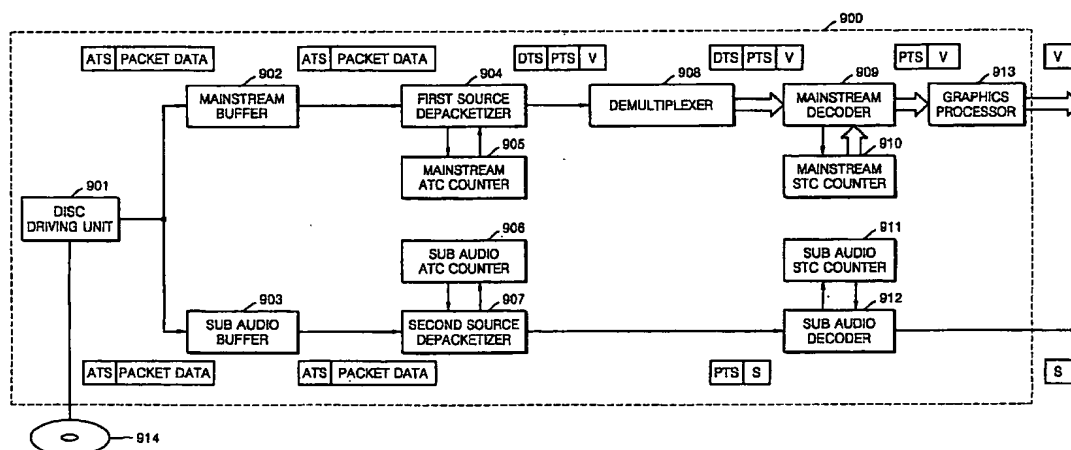 900
ATS PACKET DATA
ATS PACKET DATA
DTS PTS V
DTS PTS V
PTS V
V
902
MAINSTREAM
BUFFER
904
FIRST SOURCE
DEPACKETIZER
908
DEMULTIPLEXER
909
MAINSTREAM
DECODER
913
GRAPHICS
PROCESSOR
905
MAINSTREAM
ATC COUNTER
910
MAINSTREAM
STC COUNTER
901
DISC
DRIVING UNIT
906
SUB AUDIO
ATC COUNTER
911
SUB AUDIO
STC COUNTER
903
SUB AUDIO
BUFFER
907
SECOND SOURCE
DEPACKETIZER
912
SUB AUDIO
DECODER
ATS PACKET DATA
ATS PACKET DATA
PTS S
S
914